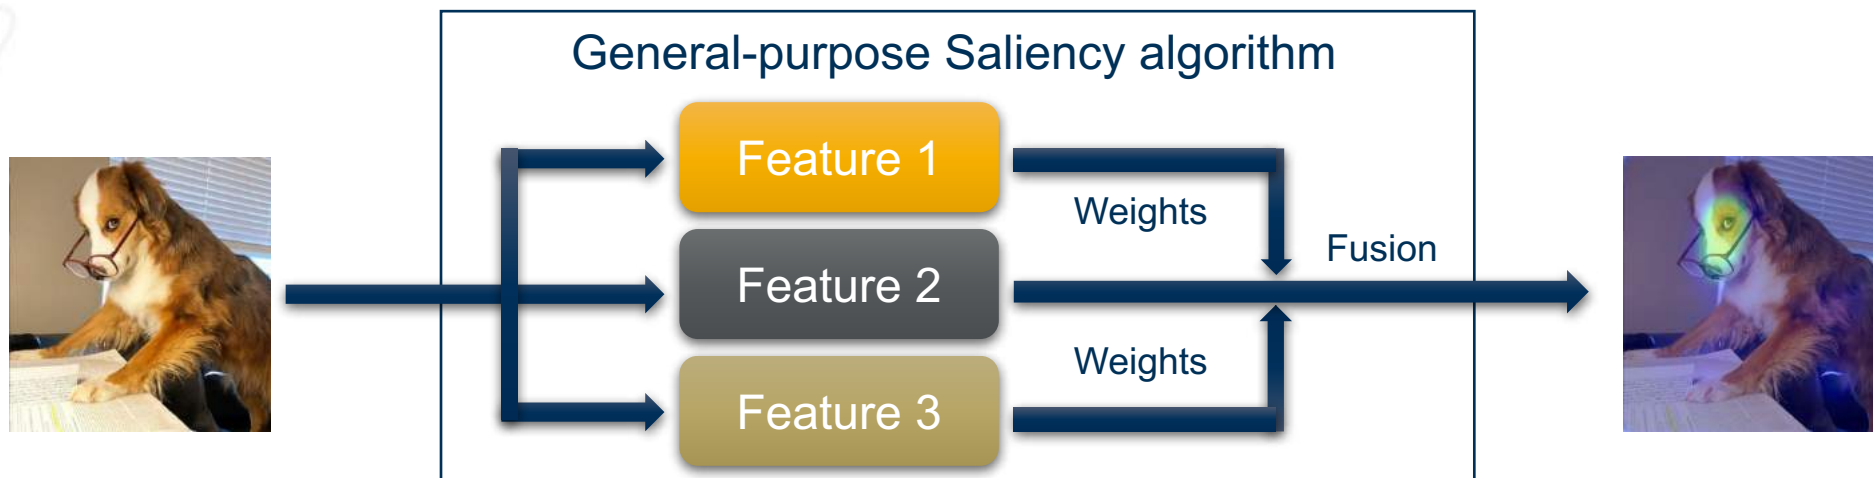 General-purpose Saliency algorithm
Feature 1
Weights
Fusion
Feature 2
Weights
Feature 3